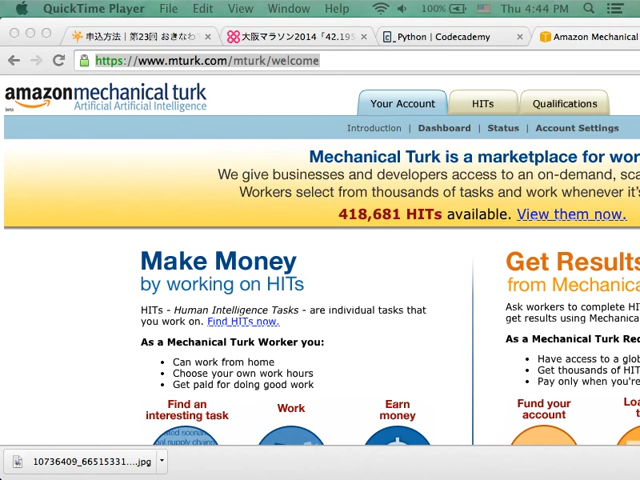 QuickTime Player File Edit View Window Help 100% Thu 4:44 PM
申込方法｜第23回 おきなわ
大阪マラソン2014「42.195
Python | Codecademy
Amazon Mechanical
https://www.mturk.com/mturk/welcome
amazonmechanical turk
beta
Artificial Artificial Intelligence
Your Account HITs Qualifications
Introduction | Dashboard | Status | Account Settings
Mechanical Turk is a marketplace for wor
We give businesses and developers access to an on-demand, sca
Workers select from thousands of tasks and work whenever it's
418,681 HITs available. View them now.
Make Money
by working on HITs
HITs - Human Intelligence Tasks - are individual tasks that
you work on. Find HITs now.
As a Mechanical Turk Worker you:
• Can work from home
• Choose your own work hours
• Get paid for doing good work
Find an
interesting task
Work
Earn
money
Get Results
from Mechanica
Ask workers to complete HIT
get results using Mechanica
As a Mechanical Turk Rec
• Have access to a glob
• Get thousands of HIT
• Pay only when you're
Fund your
account
Loa
t
10736409_66515331....jpg